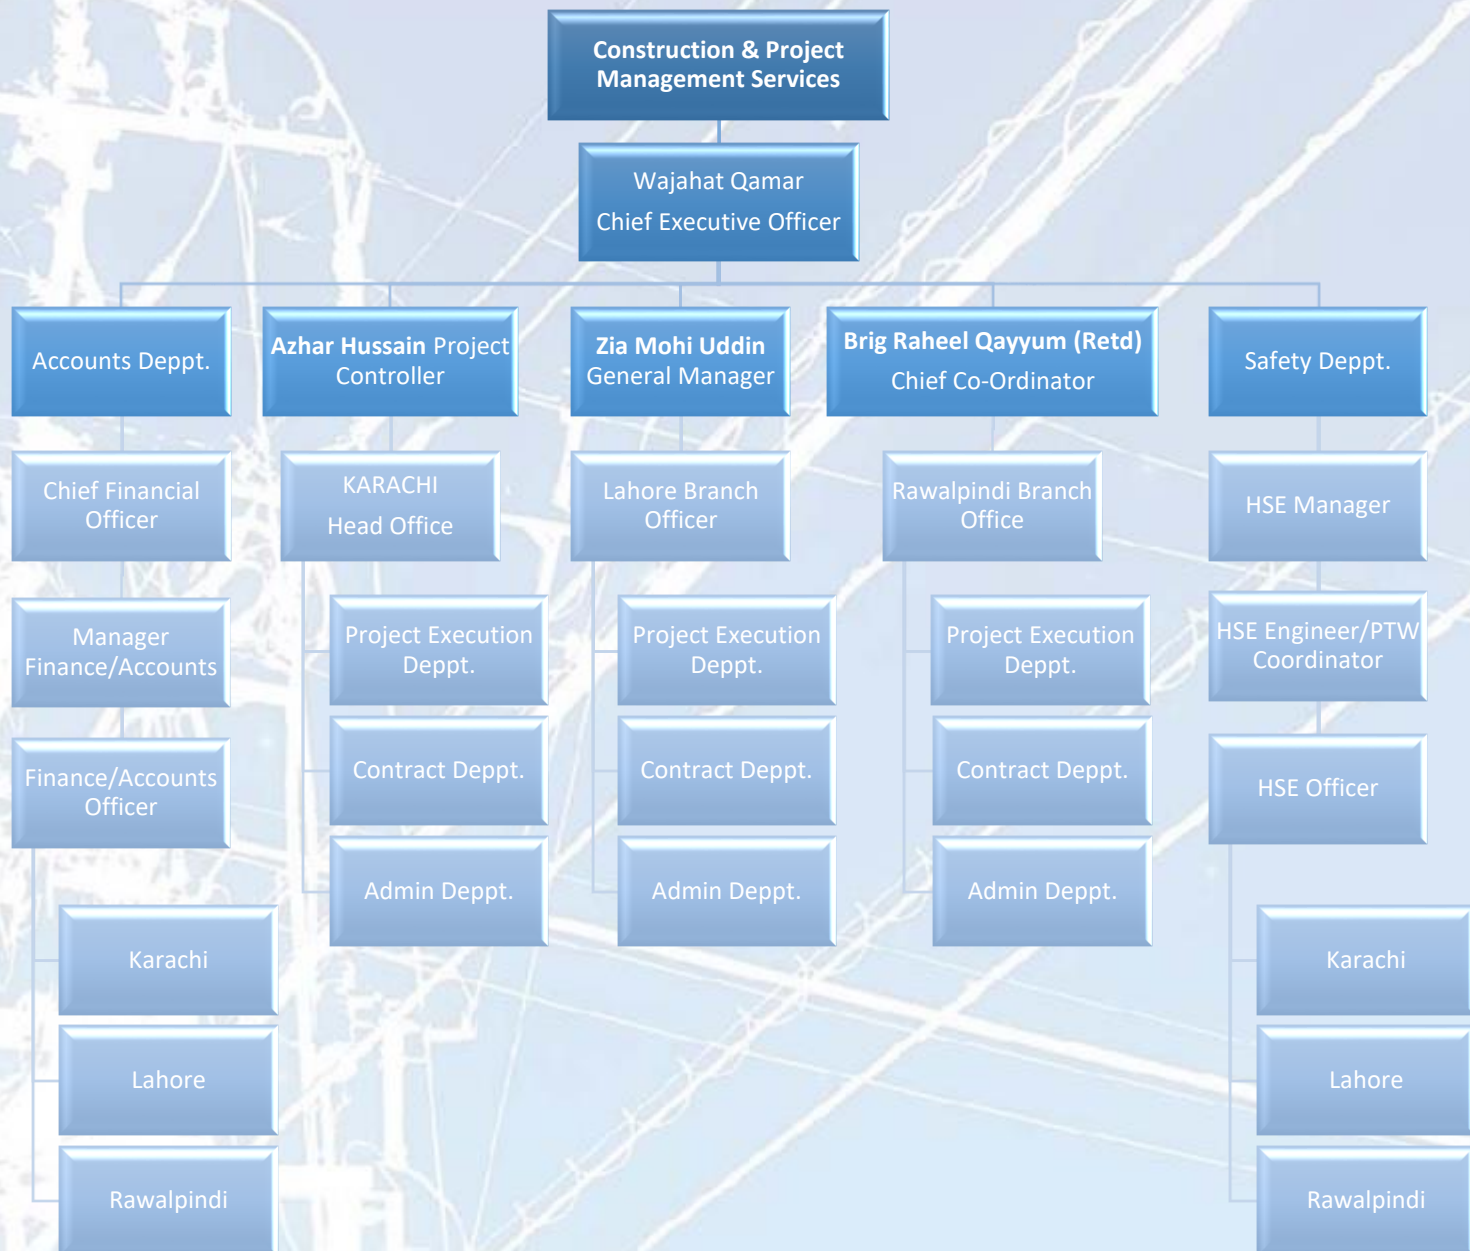 Construction & Project
Management Services
Wajahat Qamar
Chief Executive Officer
Accounts Deppt.
Azhar Hussain Project
Controller
Zia Mohi Uddin
General Manager
Brig Raheel Qayyum (Retd)
Chief Co-Ordinator
Safety Deppt.
Chief Financial
Officer
KARACHI
Head Office
Lahore Branch
Officer
Rawalpindi Branch
Office
HSE Manager
Manager
Finance/Accounts
Project Execution
Deppt.
Project Execution
Deppt.
Project Execution
Deppt.
HSE Engineer/PTW
Coordinator
Finance/Accounts
Officer
Contract Deppt.
Contract Deppt.
Contract Deppt.
HSE Officer
Admin Deppt.
Admin Deppt.
Admin Deppt.
Karachi
Karachi
Lahore
Lahore
Rawalpindi
Rawalpindi